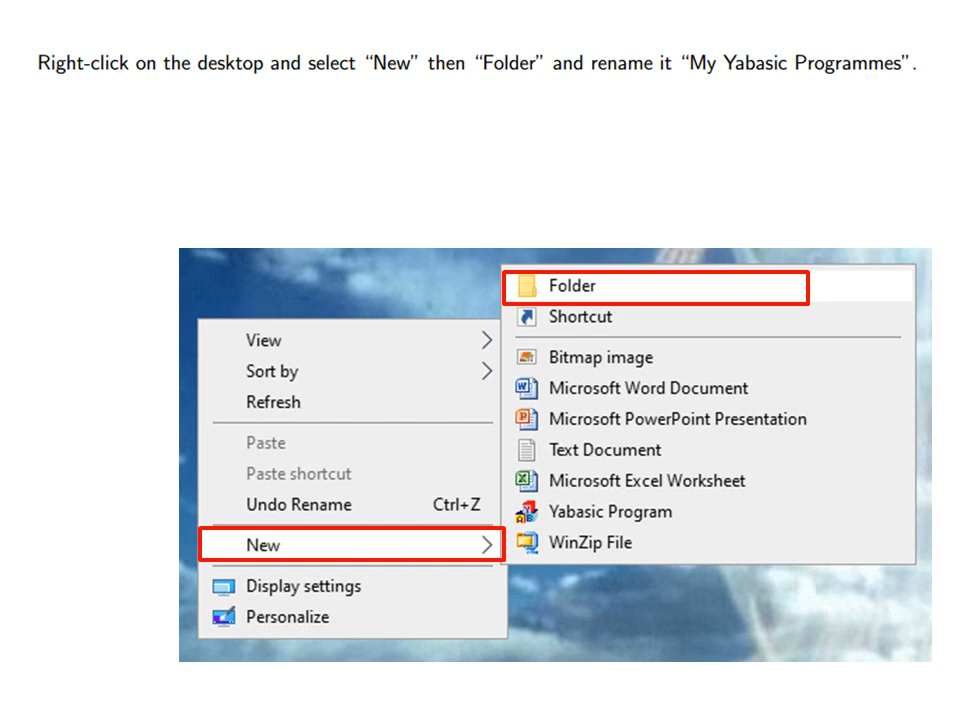 Right-click on the desktop and select “New” then “Folder” and rename it “My Yabasic Programmes”.
View
Sort by
Refresh
Paste
Paste shortcut
Undo Rename Ctrl+Z
New
Display settings
Personalize
Folder
Shortcut
Bitmap image
Microsoft Word Document
Microsoft PowerPoint Presentation
Text Document
Microsoft Excel Worksheet
Yabasic Program
WinZip File